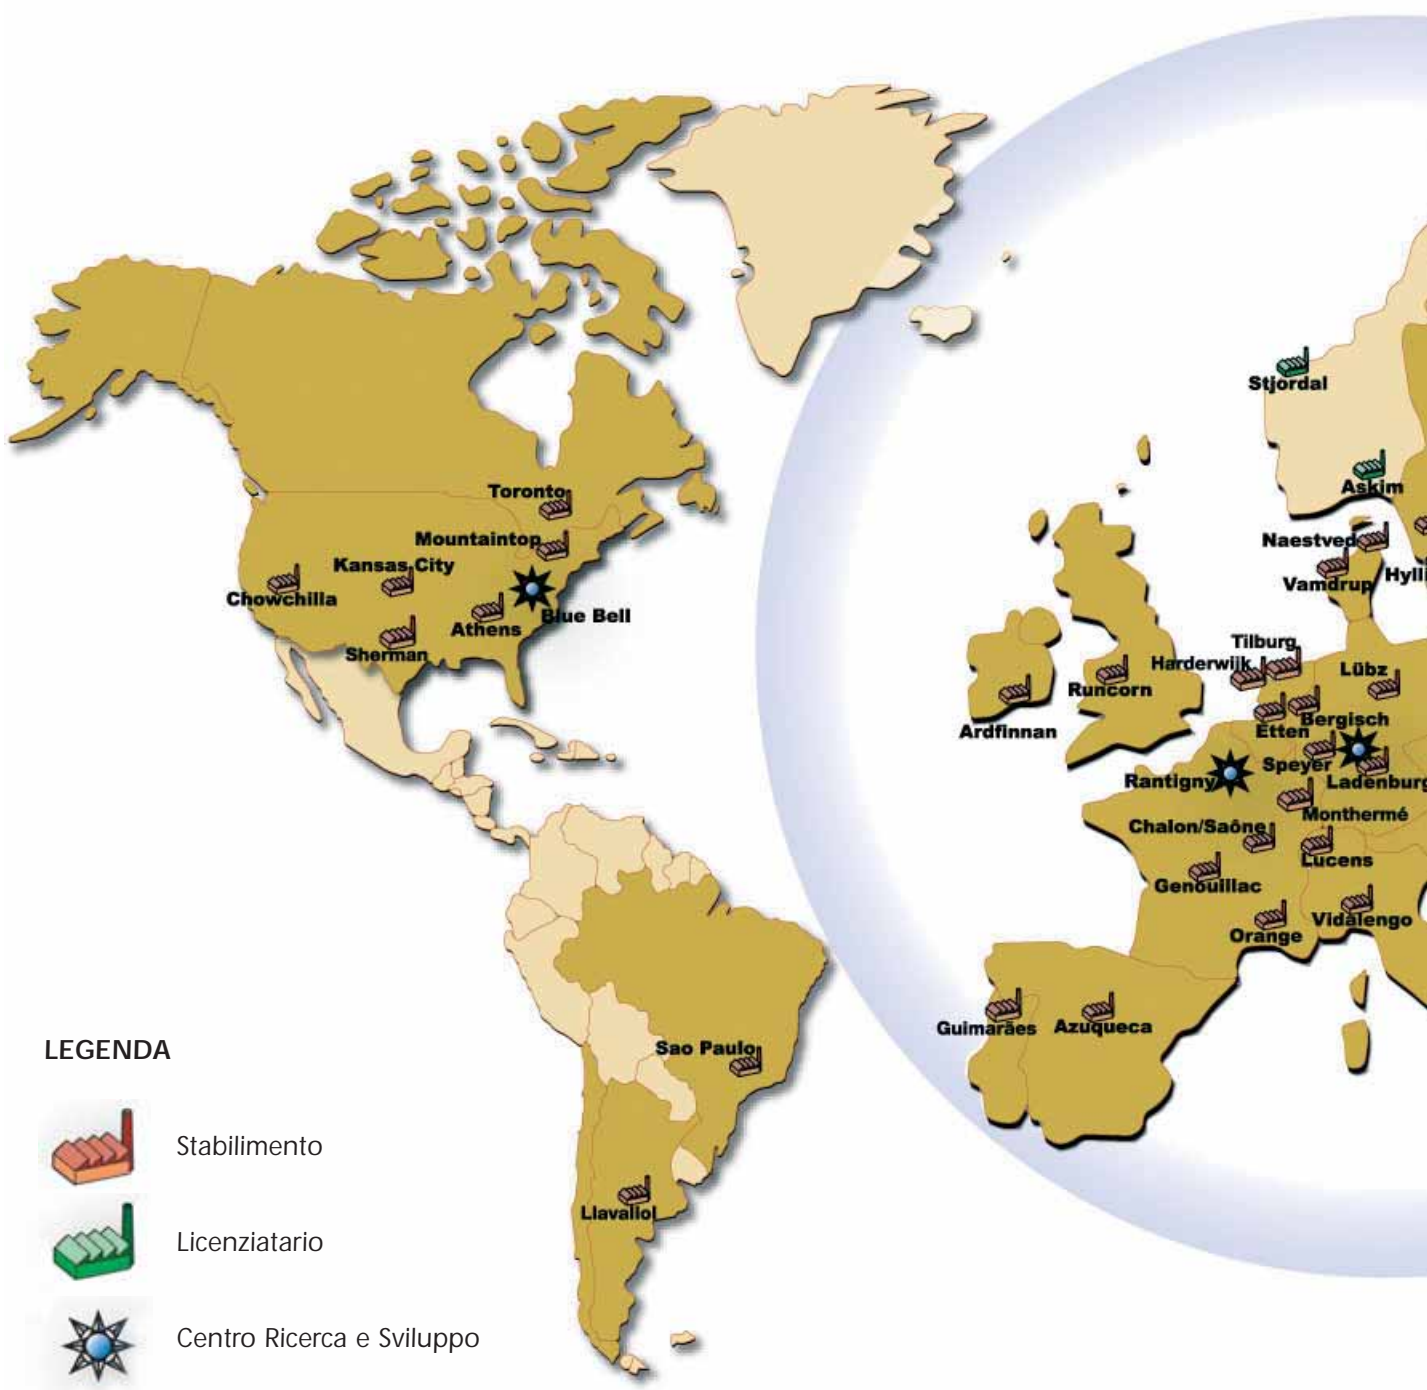 Stjordal
Askim
Toronto
Mountaintop
Naestved
Kansas City
Vamdrup
Hylli
Chowchilla
Blue Bell
Athens
Sherman
Tilburg
Harderwijk
Lübz
Runcorn
Ardfinnan
Bergisch
Etten
Speyer
Rantigny
Ladenburg
Monthermé
Chalon/Saône
Lucens
Genouillac
Vidalengo
Orange
Guimarães
Azuqueca
LEGENDA
Sao Paulo
Stabilimento
Llavallol
Licenziatario
Centro Ricerca e Sviluppo